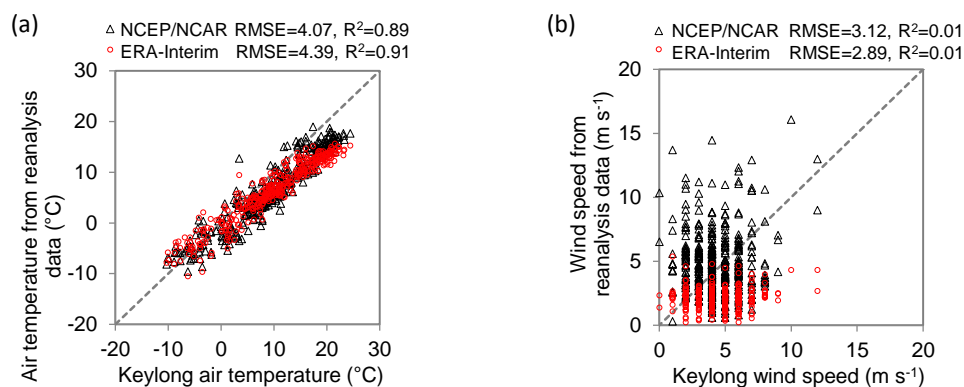 (a)
△ NCEP/NCAR RMSE=4.07, R²=0.89
○ ERA-Interim RMSE=4.39, R²=0.91
Air temperature from reanalysis
data (°C)
30
20
10
0
-10
-20
-20 -10 0 10 20 30
Keylong air temperature (°C)
(b)
△ NCEP/NCAR RMSE=3.12, R²=0.01
○ ERA-Interim RMSE=2.89, R²=0.01
Wind speed from
reanalysis data (m s⁻¹)
20
15
10
5
0
0 5 10 15 20
Keylong wind speed (m s⁻¹)